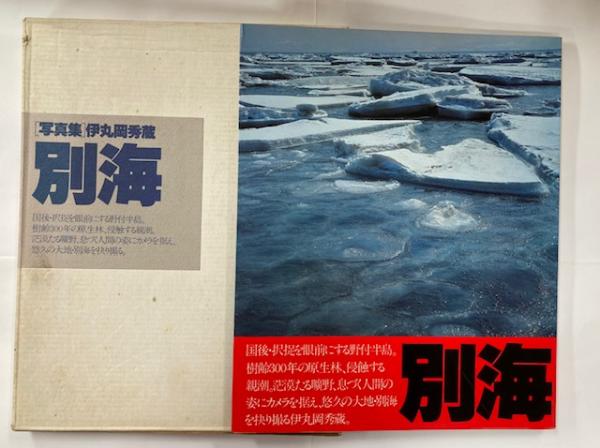 [写真集]伊丸岡秀蔵
別海
国後・択捉を眼前にする野付半島。
樹齢300年の原生林、侵触する親潮。
茫漠たる曠野、息づく人間の姿にカメラを据え、
悠久の大地・別海を抉り撮る。
国後・択捉を眼前にする野付半島。
樹齢300年の原生林、侵蝕する
親潮。茫漠たる曠野、息づく人間の
姿にカメラを据え、悠久の大地・別海
を抉り撮る伊丸岡秀蔵。
別海